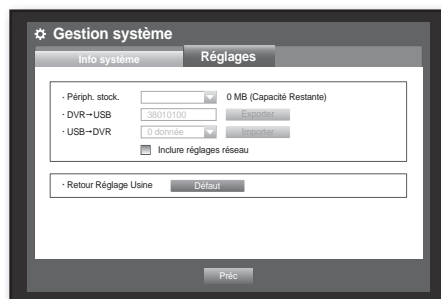 Gestion système
Info système Réglages
· Périph. stock. 0 MB (Capacité Restante)
· DVR→USB 38010100 Exporter
· USB→DVR 0 donnée Importer
Inclure réglages réseau
· Retour Réglage Usine Défaut
Préc